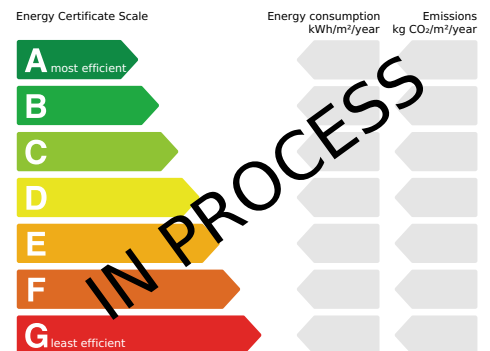 Energy Certificate Scale
Energy consumption
kWh/m²/year
Emissions
kg CO₂/m²/year
A most efficient
B
C
D
E
F
G least efficient
IN PROCESS